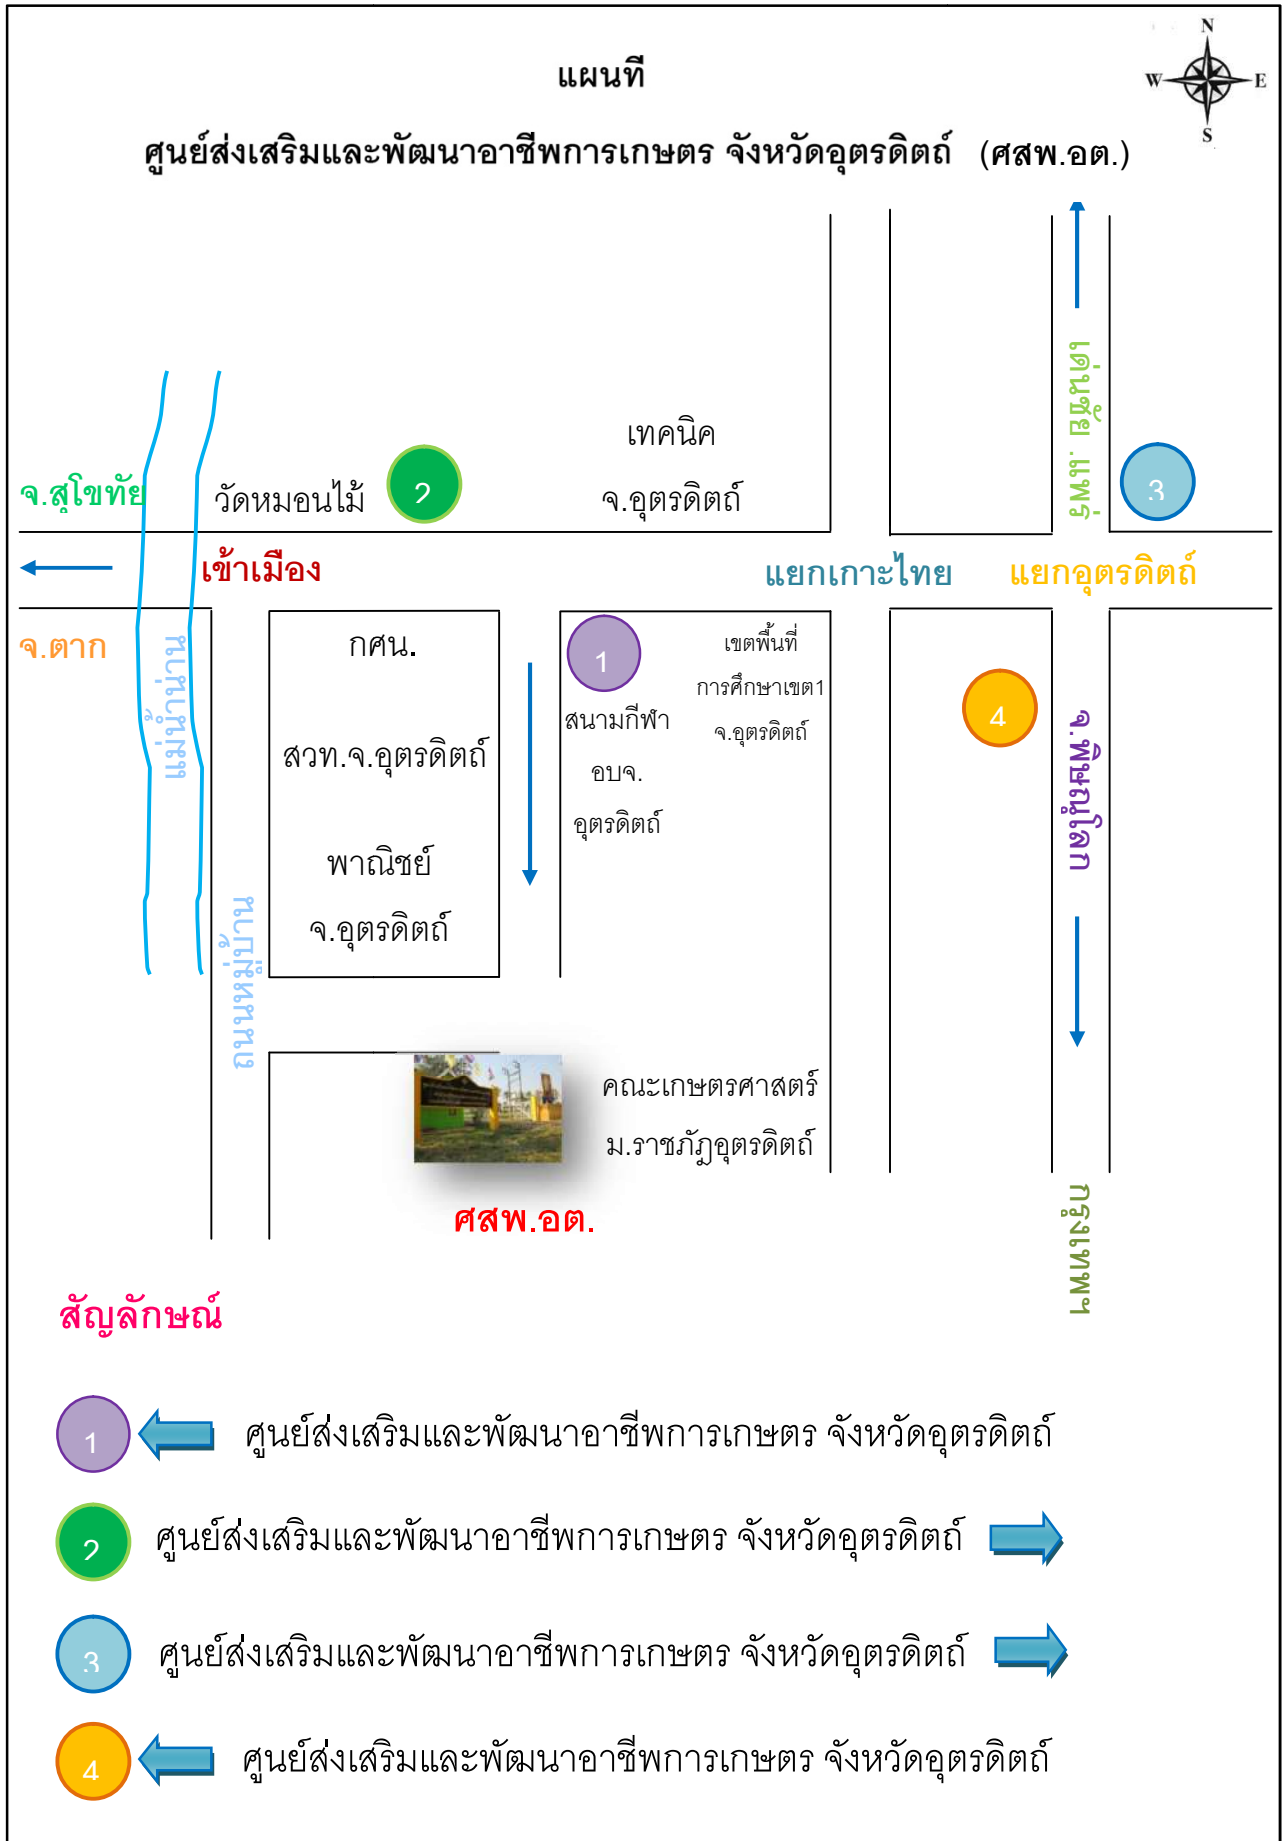 N
W E
S
แผนที่
ศูนย์ส่งเสริมและพัฒนาอาชีพการเกษตร จังหวัดอุตรดิตถ์ (ศสพ.อต.)
เด่นชัย .แพร่
เทคนิค
จ.อุตรดิตถ์
จ.สุโขทัย
วัดหมอนไม้
2
3
เข้าเมือง
แยกเกาะไทย
แยกอุตรดิตถ์
จ.ตาก
แม่น้ำน่าน
กศน.
สวท.จ.อุตรดิตถ์
พาณิชย์
จ.อุตรดิตถ์
1
สนามกีฬา
อบจ.
อุตรดิตถ์
เขตพื้นที่
การศึกษาเขต1
จ.อุตรดิตถ์
4
จ.พิษณุโลก
ถนนหมู่บ้าน
คณะเกษตรศาสตร์
ม.ราชภัฏอุตรดิตถ์
ศสพ.อต.
กรุงเทพฯ
สัญลักษณ์
1 ศูนย์ส่งเสริมและพัฒนาอาชีพการเกษตร จังหวัดอุตรดิตถ์
2 ศูนย์ส่งเสริมและพัฒนาอาชีพการเกษตร จังหวัดอุตรดิตถ์
3 ศูนย์ส่งเสริมและพัฒนาอาชีพการเกษตร จังหวัดอุตรดิตถ์
4 ศูนย์ส่งเสริมและพัฒนาอาชีพการเกษตร จังหวัดอุตรดิตถ์